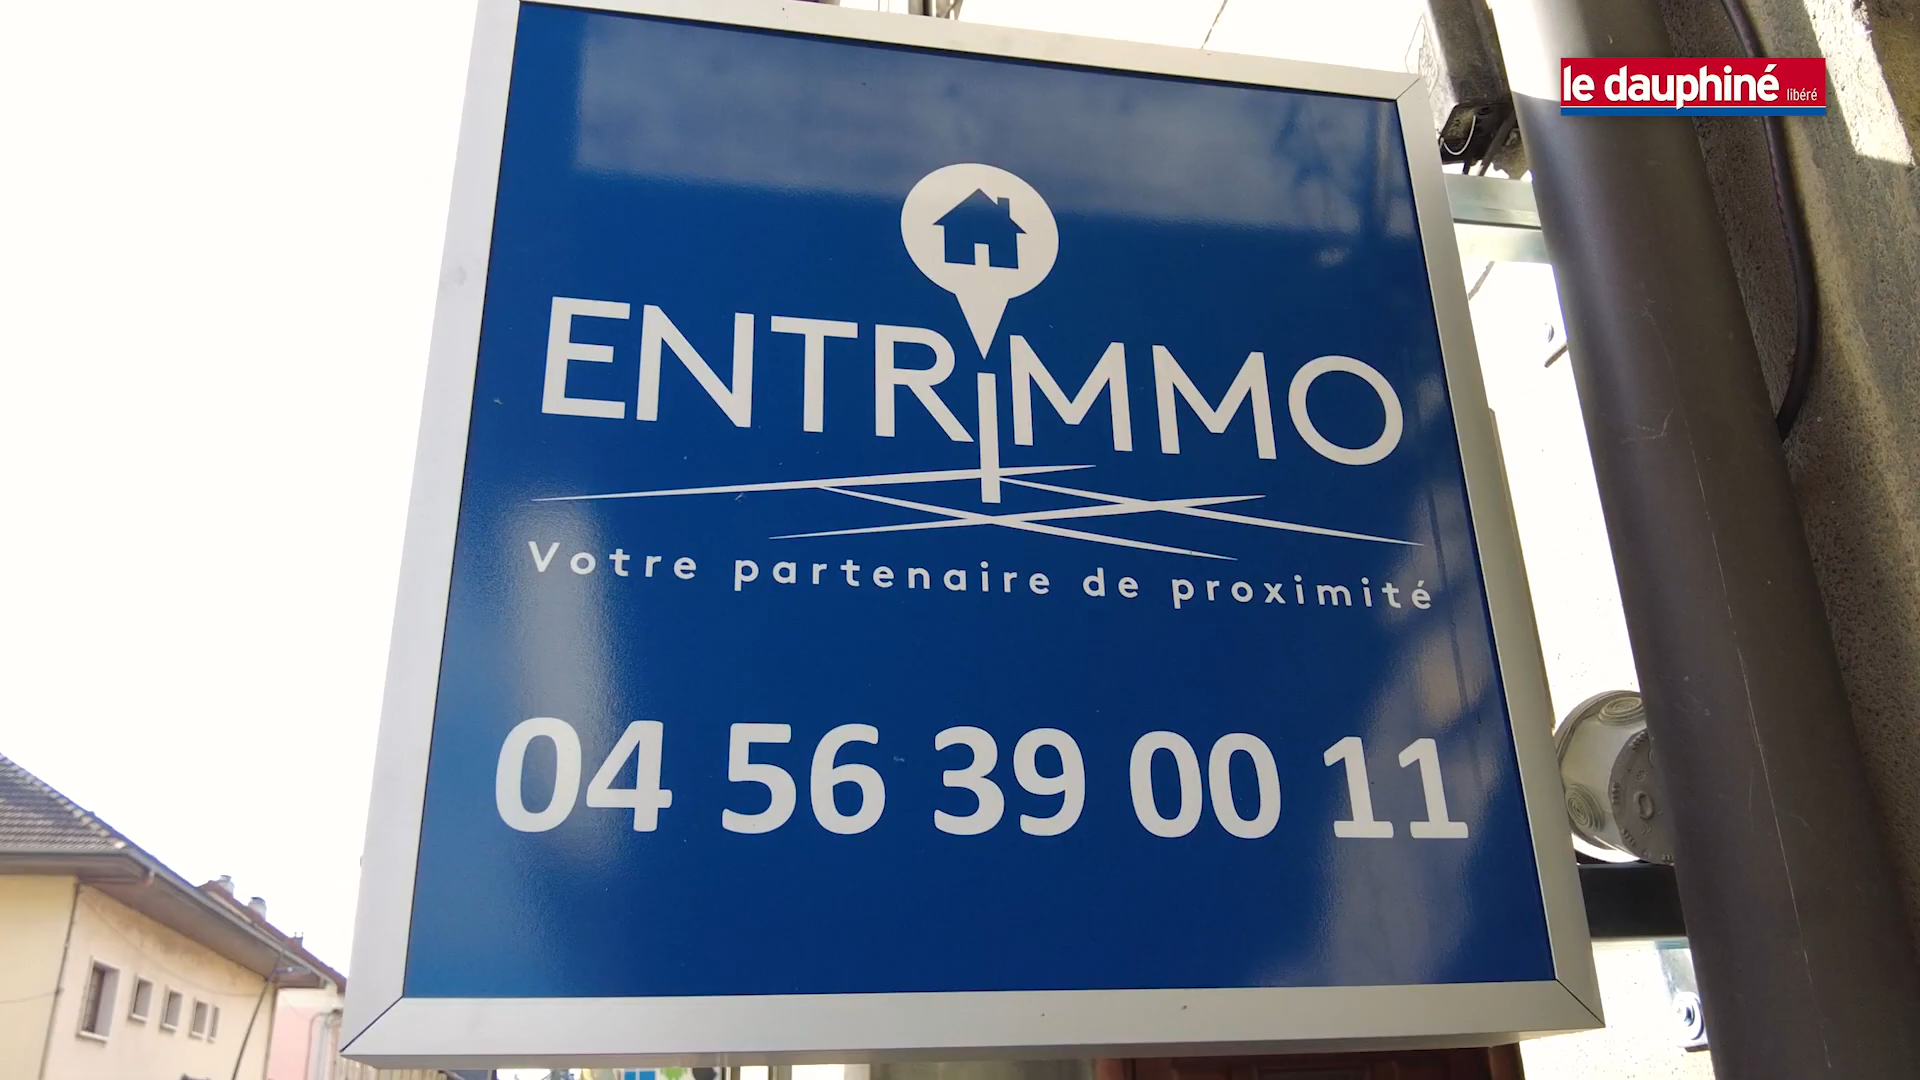 le dauphiné libéré
ENTRIMMO
Votre partenaire de proximité
04 56 39 00 11